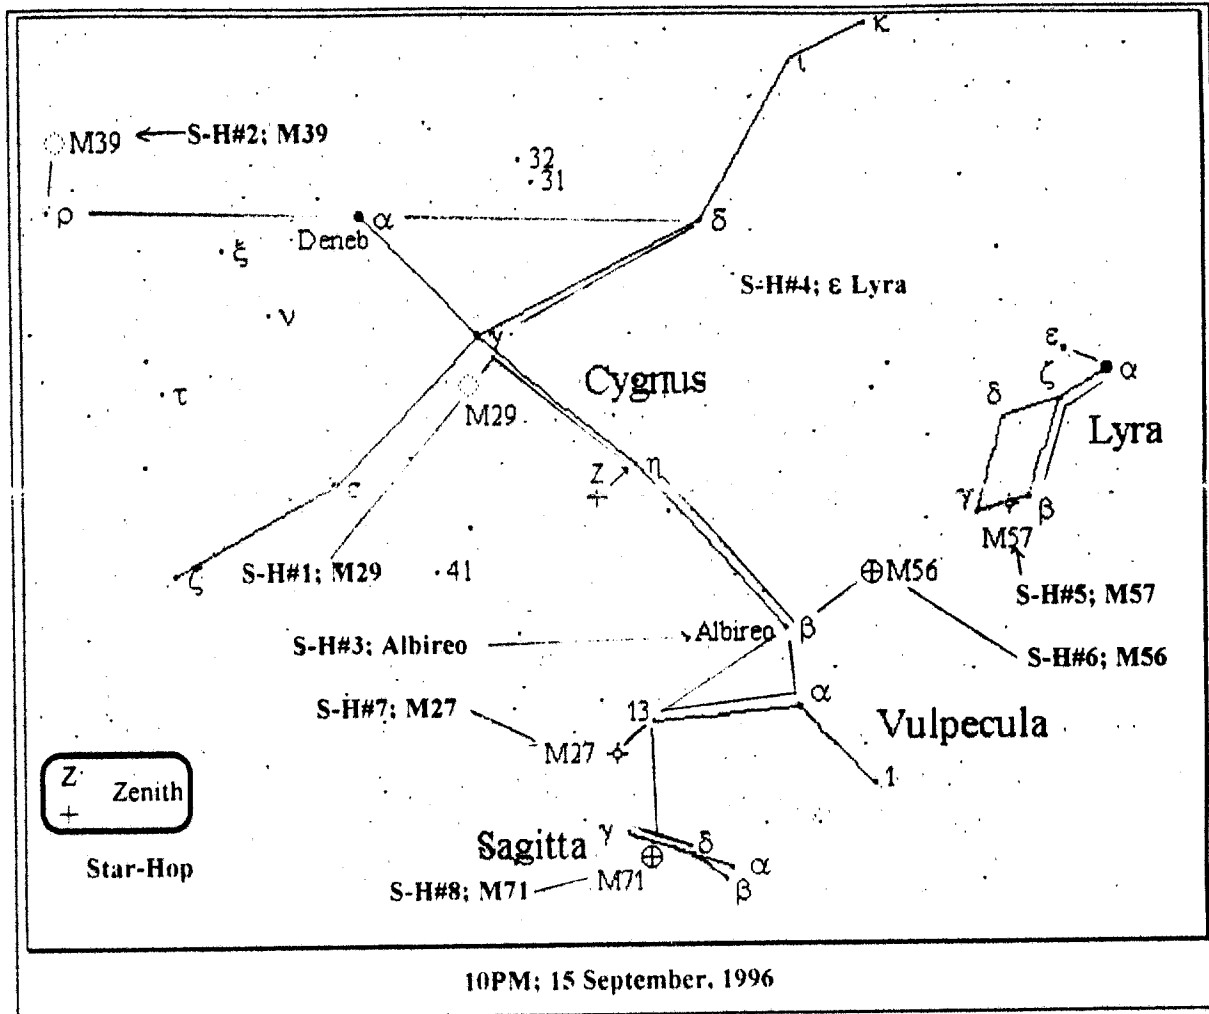 κ
ι
M39
S-H#2; M39
32
31
ρ
α
δ
Deneb
ξ
S-H#4; ε Lyra
ν
γ
ε
ζ
α
Cygnus
τ
δ
M29
Lyra
Z
η
γ
β
ε
M57
ζ
S-H#1; M29
41
M56
S-H#5; M57
S-H#3; Albireo
Albireo
β
S-H#6; M56
α
S-H#7; M27
13
Vulpecula
M27
1
Z
Zenith
γ
Sagitta
δ
α
Star-Hop
M71
β
S-H#8; M71
10PM; 15 September, 1996